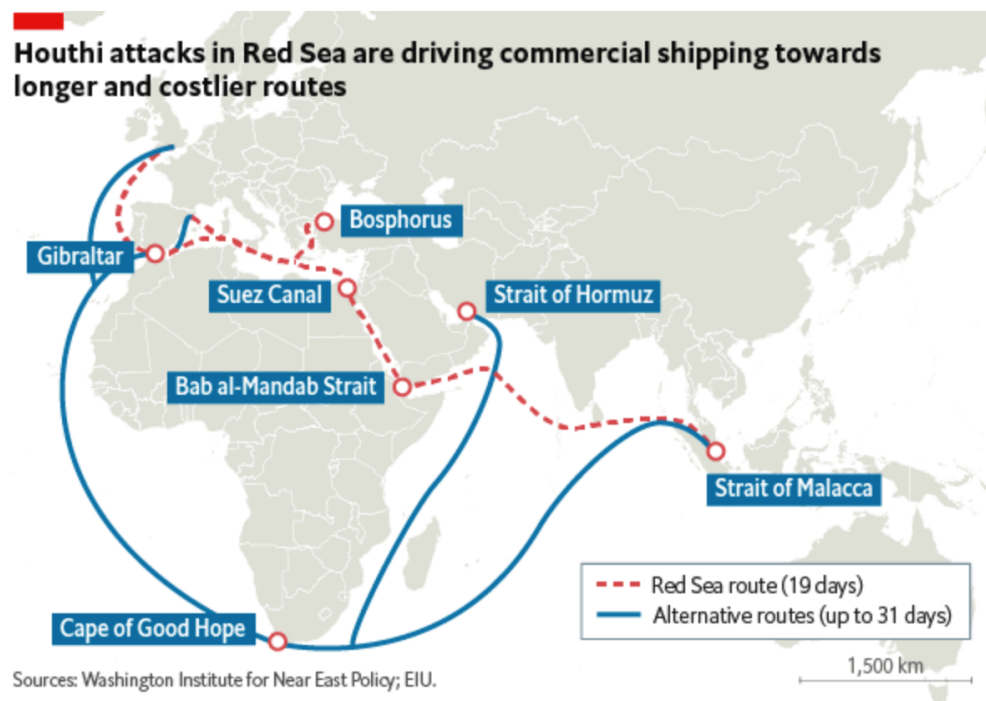 Houthi attacks in Red Sea are driving commercial shipping towards
longer and costlier routes
Bosphorus
Gibraltar
Suez Canal
Strait of Hormuz
Bab al-Mandab Strait
Strait of Malacca
Red Sea route (19 days)
Alternative routes (up to 31 days)
Cape of Good Hope
1,500 km
Sources: Washington Institute for Near East Policy; EIU.